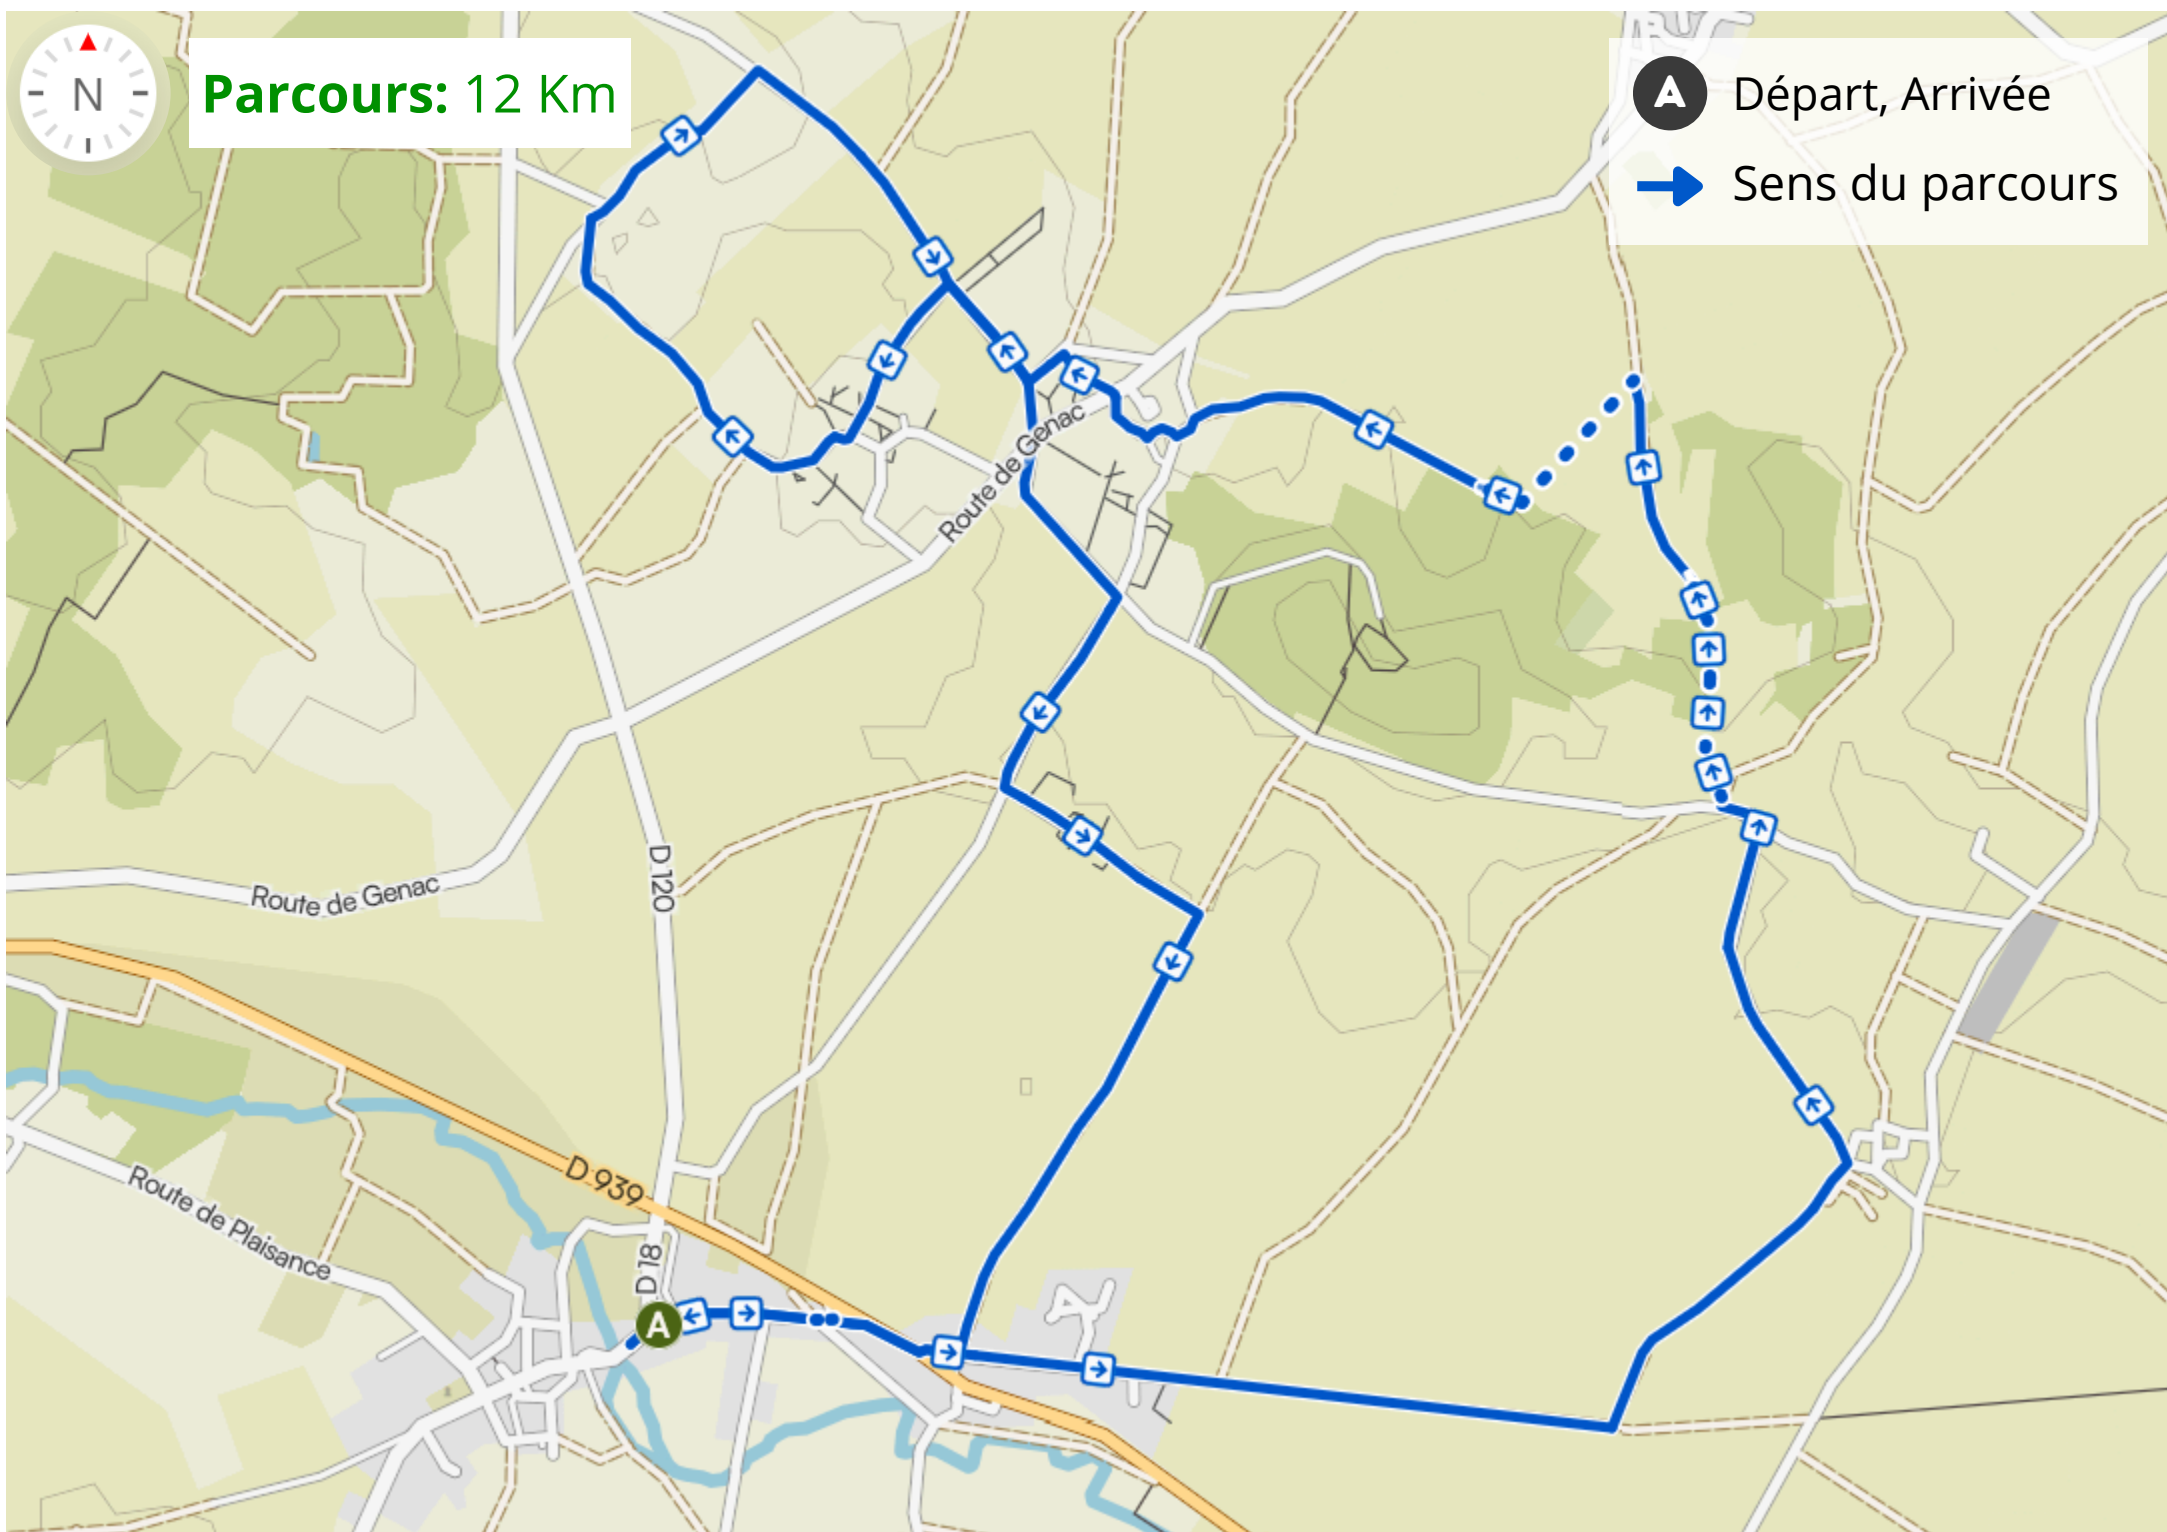 N
Parcours: 12 Km
A Départ, Arrivée
Sens du parcours
Route de Genac
D 120
Route de Genac
D 939
Route de Plaisance
D 18
A